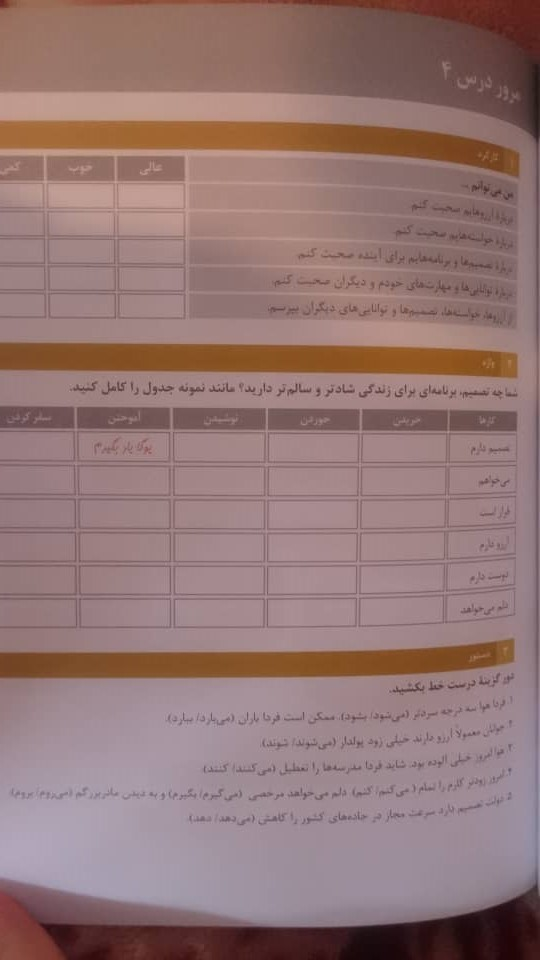 مرور درس ۴
۱ کارکرد
من می‌توانم ...
عالی
خوب
کمی
دربارهٔ آرزوهایم صحبت کنم.
دربارهٔ خواسته‌هایم صحبت کنم.
دربارهٔ تصمیم‌ها و برنامه‌هایم برای آینده صحبت کنم.
دربارهٔ توانایی‌ها و مهارت‌های خودم و دیگران صحبت کنم.
از آرزوها، خواسته‌ها، تصمیم‌ها و توانایی‌های دیگران بپرسم.
۲ واژه
شما چه تصمیم، برنامه‌ای برای زندگی شادتر و سالم‌تر دارید؟ مانند نمونه جدول را کامل کنید.
کارها
خریدن
خوردن
نوشیدن
آموختن
سفر کردن
تصمیم دارم
یوگا یاد بگیرم
می‌خواهم
قرار است
آرزو دارم
دوست دارم
دلم می‌خواهد
۳ دستور
دور گزینهٔ درست خط بکشید.
۱. فردا هوا سه درجه سردتر (می‌شود/ بشود). ممکن است فردا باران (می‌بارد/ ببارد).
۲. جوانان معمولاً آرزو دارند خیلی زود پولدار (می‌شوند/ شوند).
۳. هوا امروز خیلی آلوده بود. شاید فردا مدرسه‌ها را تعطیل (می‌کنند/ کنند).
۴. امروز زودتر کارم را تمام ( می‌کنم/ کنم). دلم می‌خواهد مرخصی (می‌گیرم/ بگیرم) و به دیدن مادربزرگم (می‌روم/ بروم).
۵. دولت تصمیم دارد سرعت مجاز در جاده‌های کشور را کاهش (می‌دهد/ دهد).